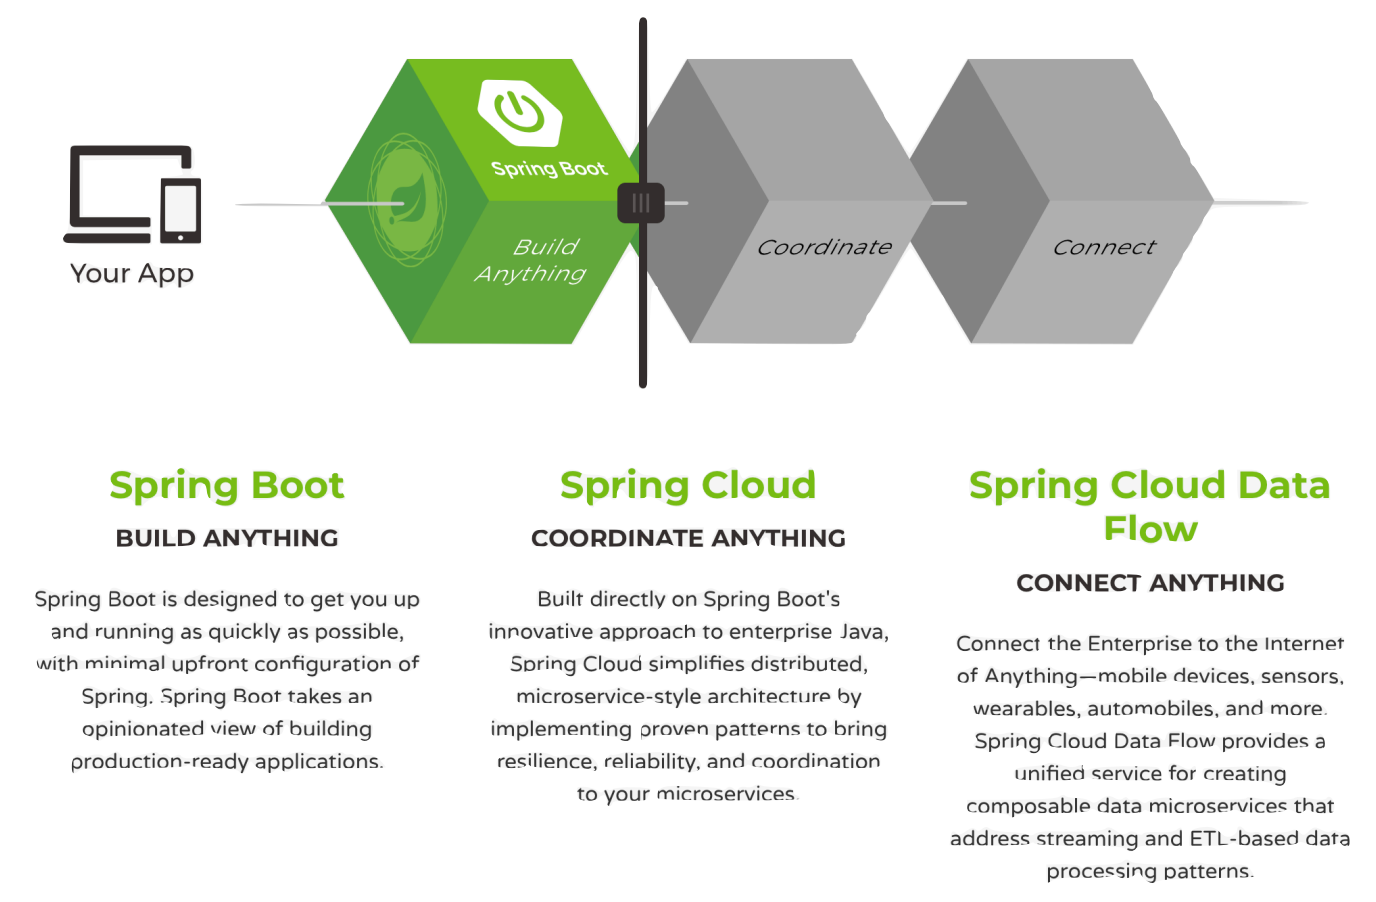 Spring Boot
Build
Anything
Coordinate
Connect
Your App
Spring Boot
BUILD ANYTHING
Spring Boot is designed to get you up
and running as quickly as possible,
with minimal upfront configuration of
Spring. Spring Boot takes an
opinionated view of building
production-ready applications.
Spring Cloud
COORDINATE ANYTHING
Built directly on Spring Boot's
innovative approach to enterprise Java,
Spring Cloud simplifies distributed,
microservice-style architecture by
implementing proven patterns to bring
resilience, reliability, and coordination
to your microservices.
Spring Cloud Data
Flow
CONNECT ANYTHING
Connect the Enterprise to the Internet
of Anything—mobile devices, sensors,
wearables, automobiles, and more.
Spring Cloud Data Flow provides a
unified service for creating
composable data microservices that
address streaming and ETL-based data
processing patterns.